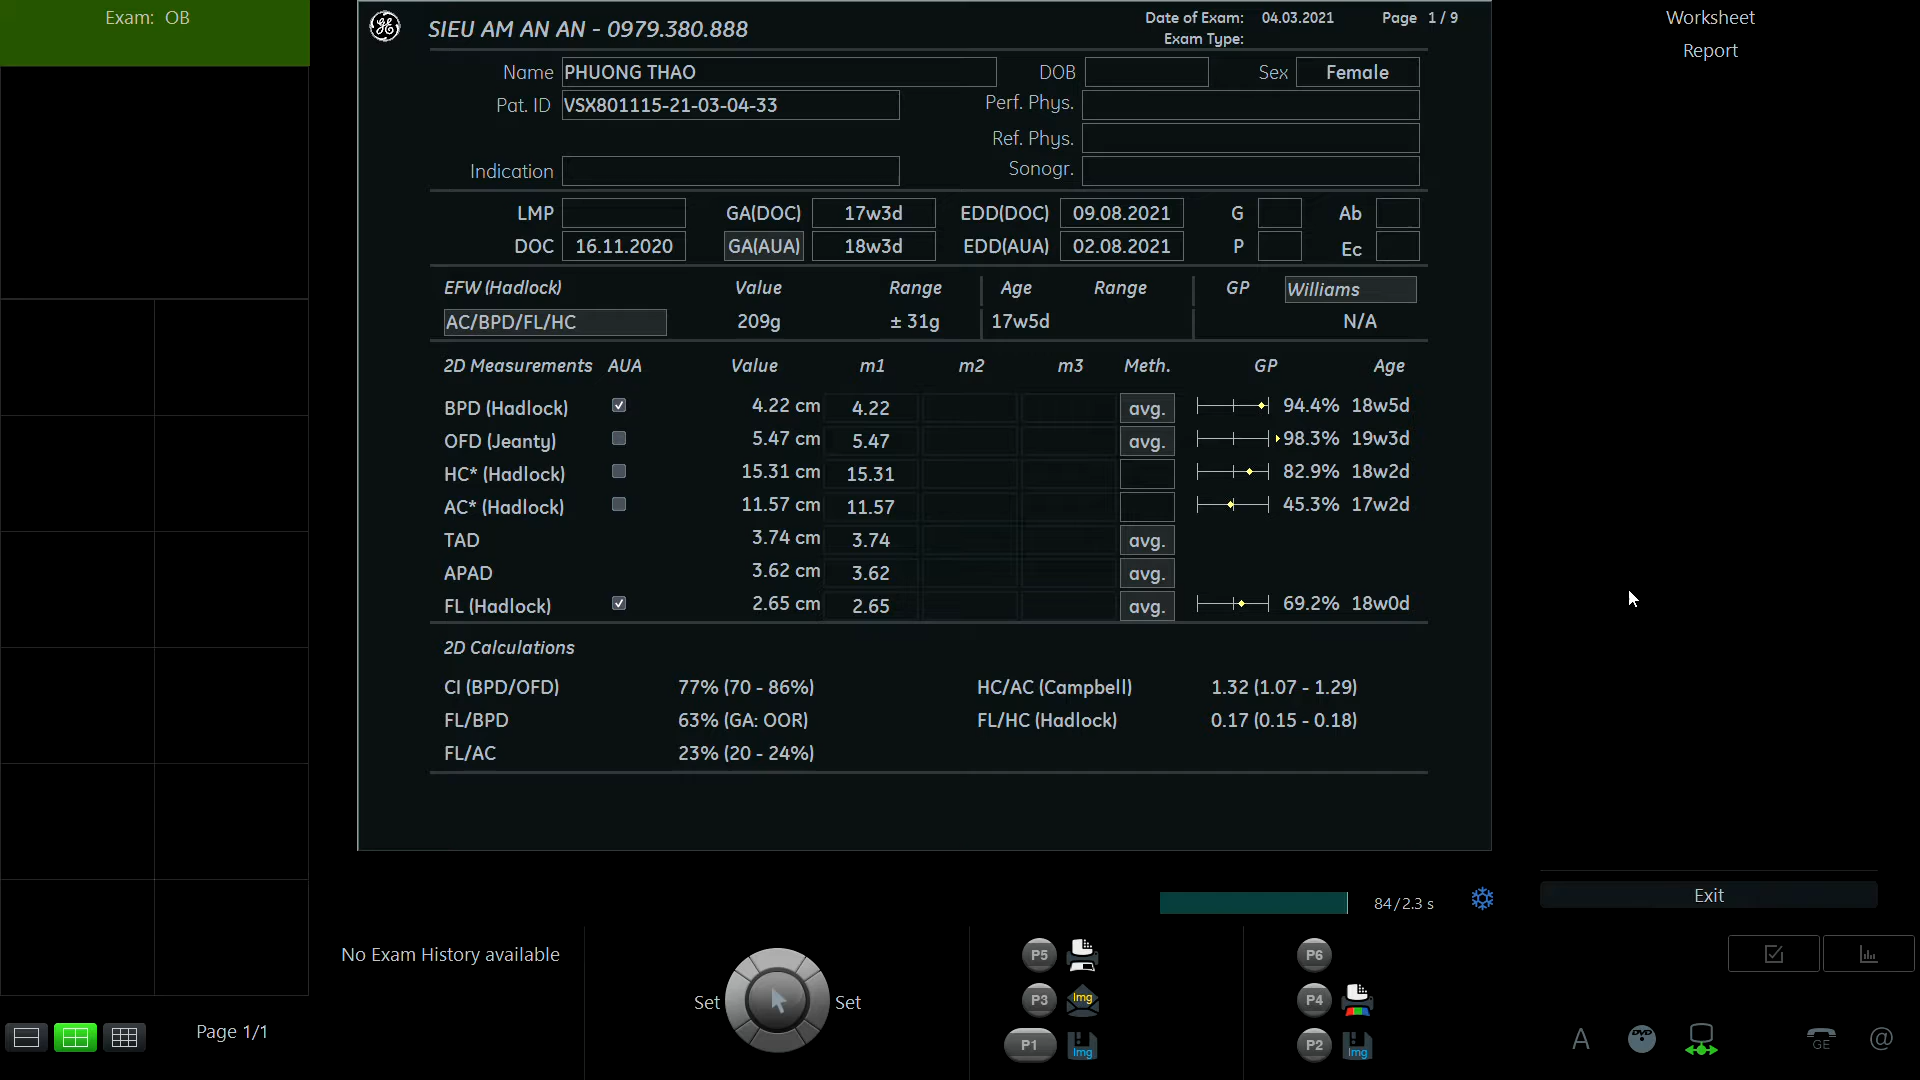 Exam: OB
SIEU AM AN AN - 0979.380.888
Date of Exam: 04.03.2021 Page 1 / 9
Exam Type:
Name PHUONG THAO DOB Sex Female
Pat. ID VSX801115-21-03-04-33 Perf. Phys.
Ref. Phys.
Indication Sonogr.
LMP GA(DOC) 17w3d EDD(DOC) 09.08.2021 G Ab
DOC 16.11.2020 GA(AUA) 18w3d EDD(AUA) 02.08.2021 P Ec
EFW (Hadlock) Value Range Age Range GP Williams
AC/BPD/FL/HC 209g ± 31g 17w5d N/A
2D Measurements AUA Value m1 m2 m3 Meth. GP Age
BPD (Hadlock) 4.22 cm 4.22 avg. 94.4% 18w5d
OFD (Jeanty) 5.47 cm 5.47 avg. 98.3% 19w3d
HC* (Hadlock) 15.31 cm 15.31 82.9% 18w2d
AC* (Hadlock) 11.57 cm 11.57 45.3% 17w2d
TAD 3.74 cm 3.74 avg.
APAD 3.62 cm 3.62 avg.
FL (Hadlock) 2.65 cm 2.65 avg. 69.2% 18w0d
2D Calculations
CI (BPD/OFD) 77% (70 - 86%) HC/AC (Campbell) 1.32 (1.07 - 1.29)
FL/BPD 63% (GA: OOR) FL/HC (Hadlock) 0.17 (0.15 - 0.18)
FL/AC 23% (20 - 24%)
Worksheet
Report
84/2.3 s
Exit
No Exam History available
Set Set
P5 P6
P3 Img P4
P1 Img P2 Img
Page 1/1
A DVD GE @